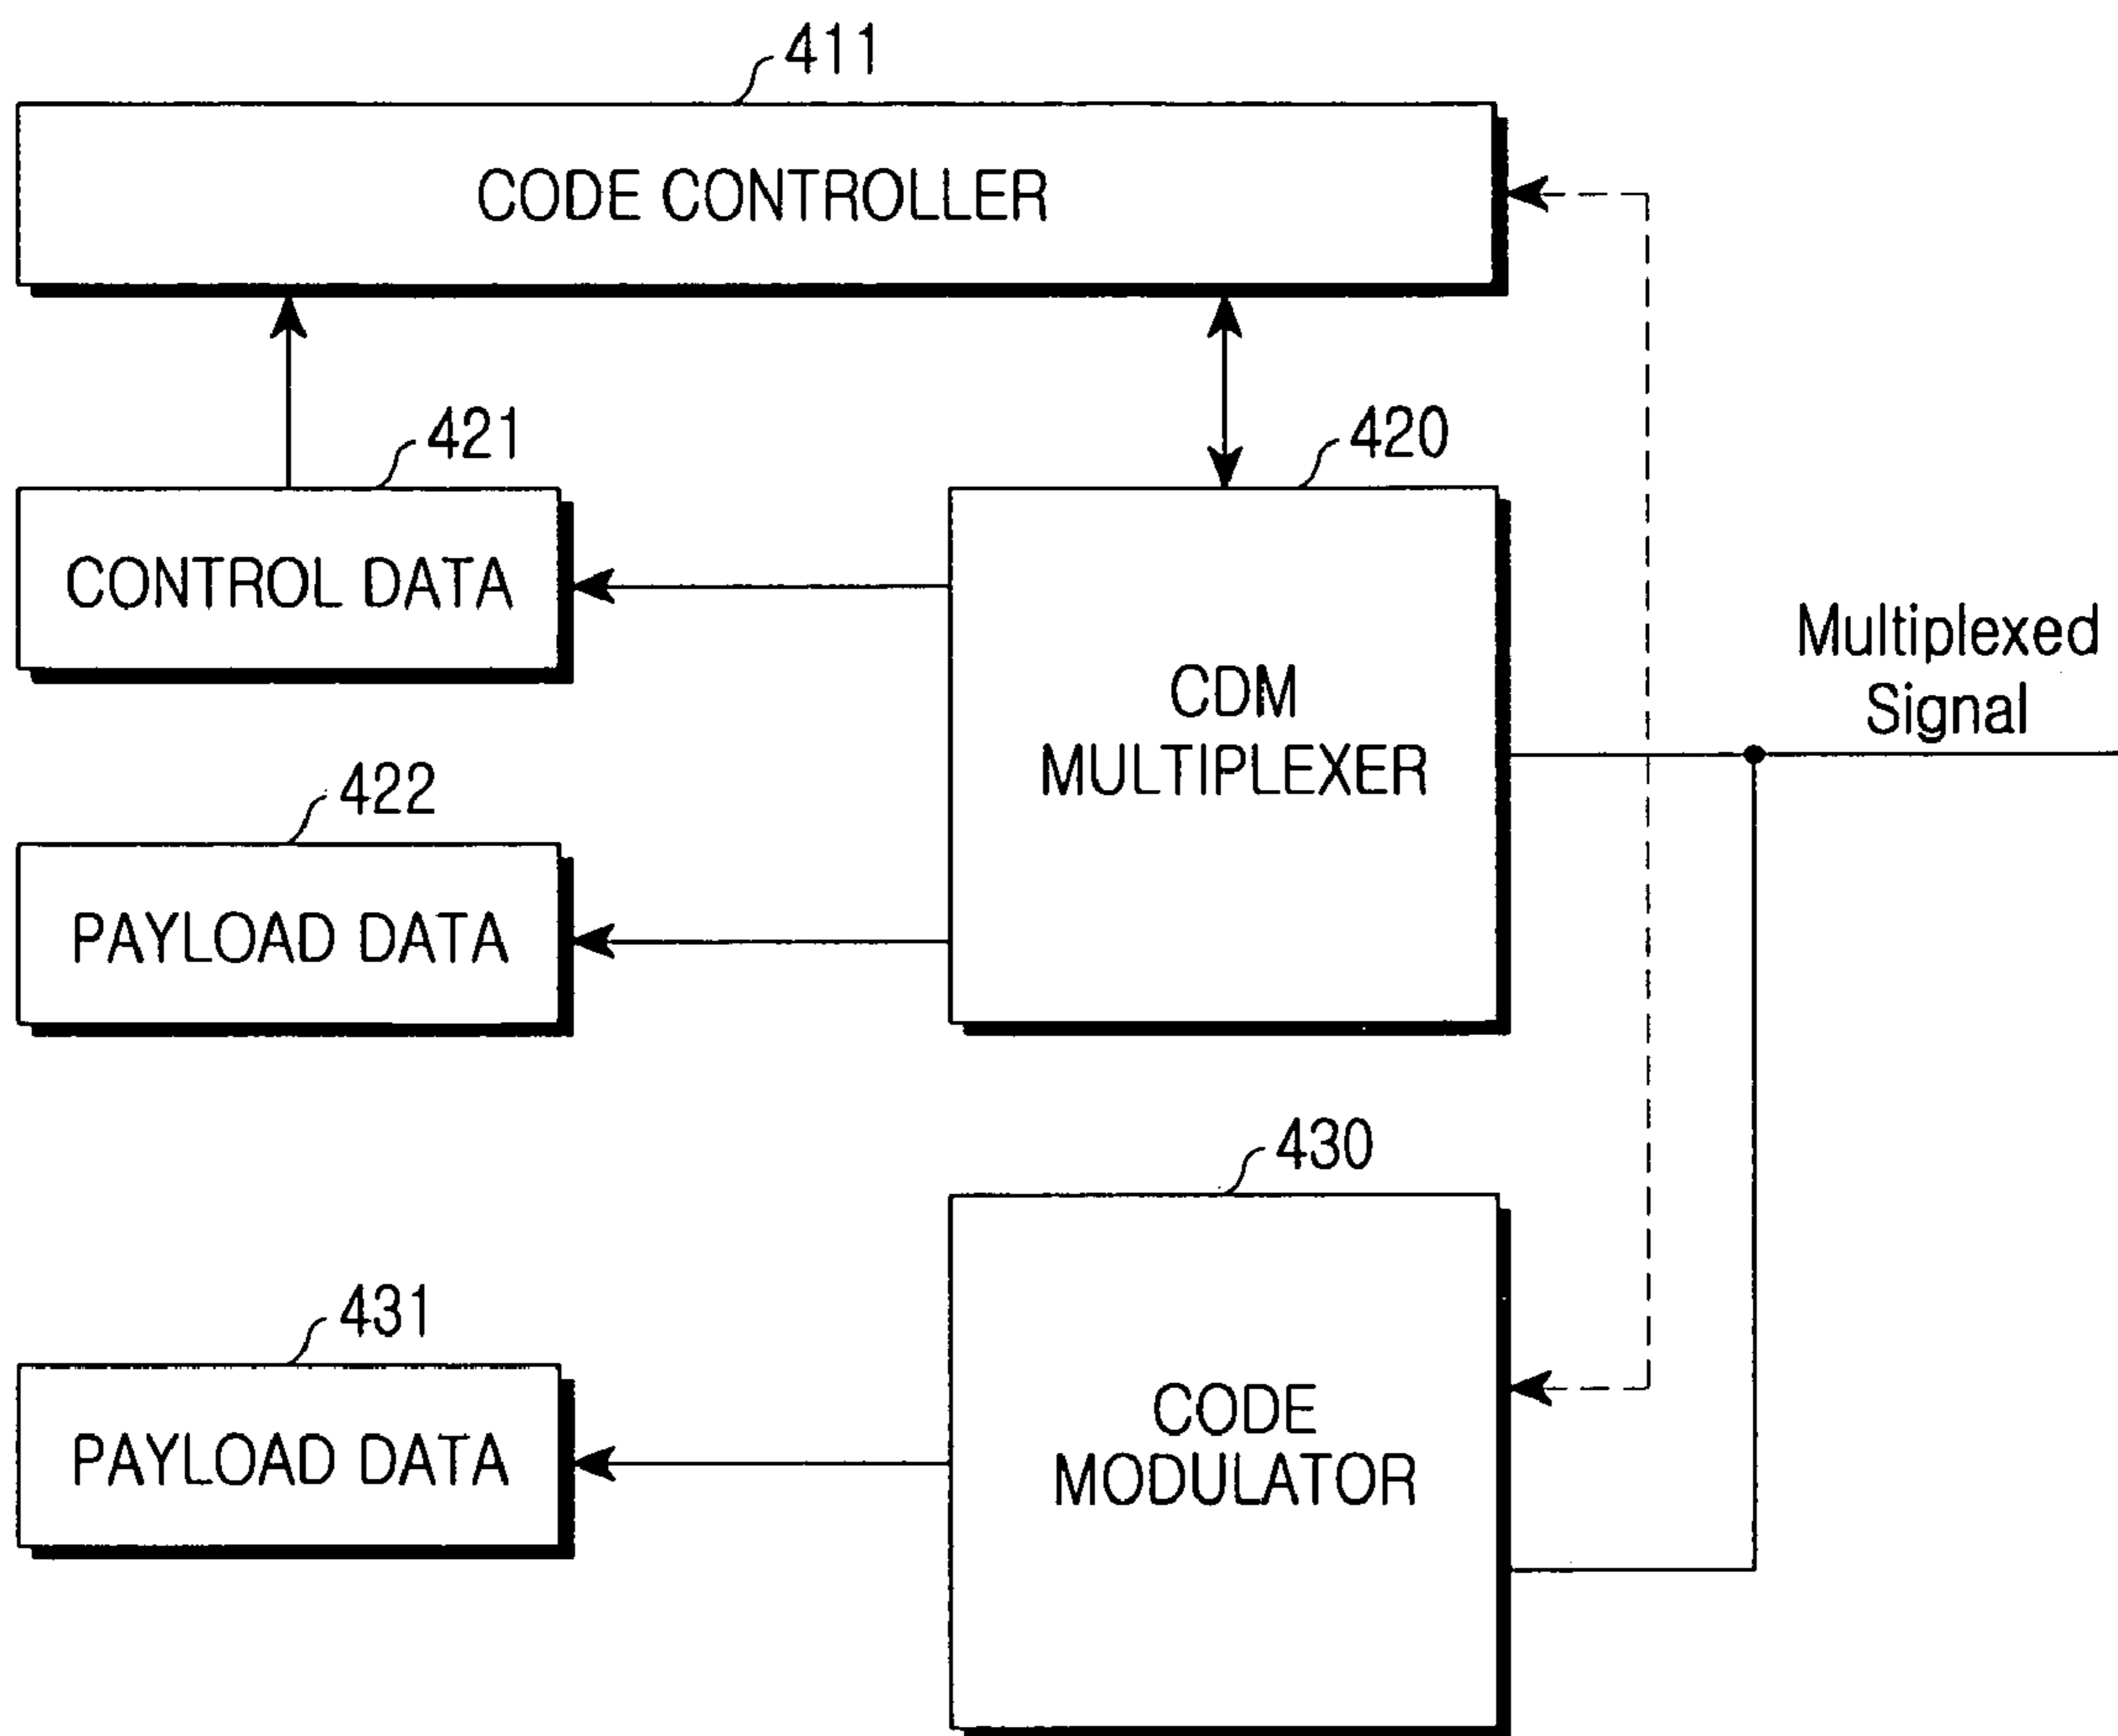 411
CODE CONTROLLER
421
420
CONTROL DATA
CDM
MULTIPLEXER
Multiplexed
Signal
422
PAYLOAD DATA
430
431
CODE
MODULATOR
PAYLOAD DATA